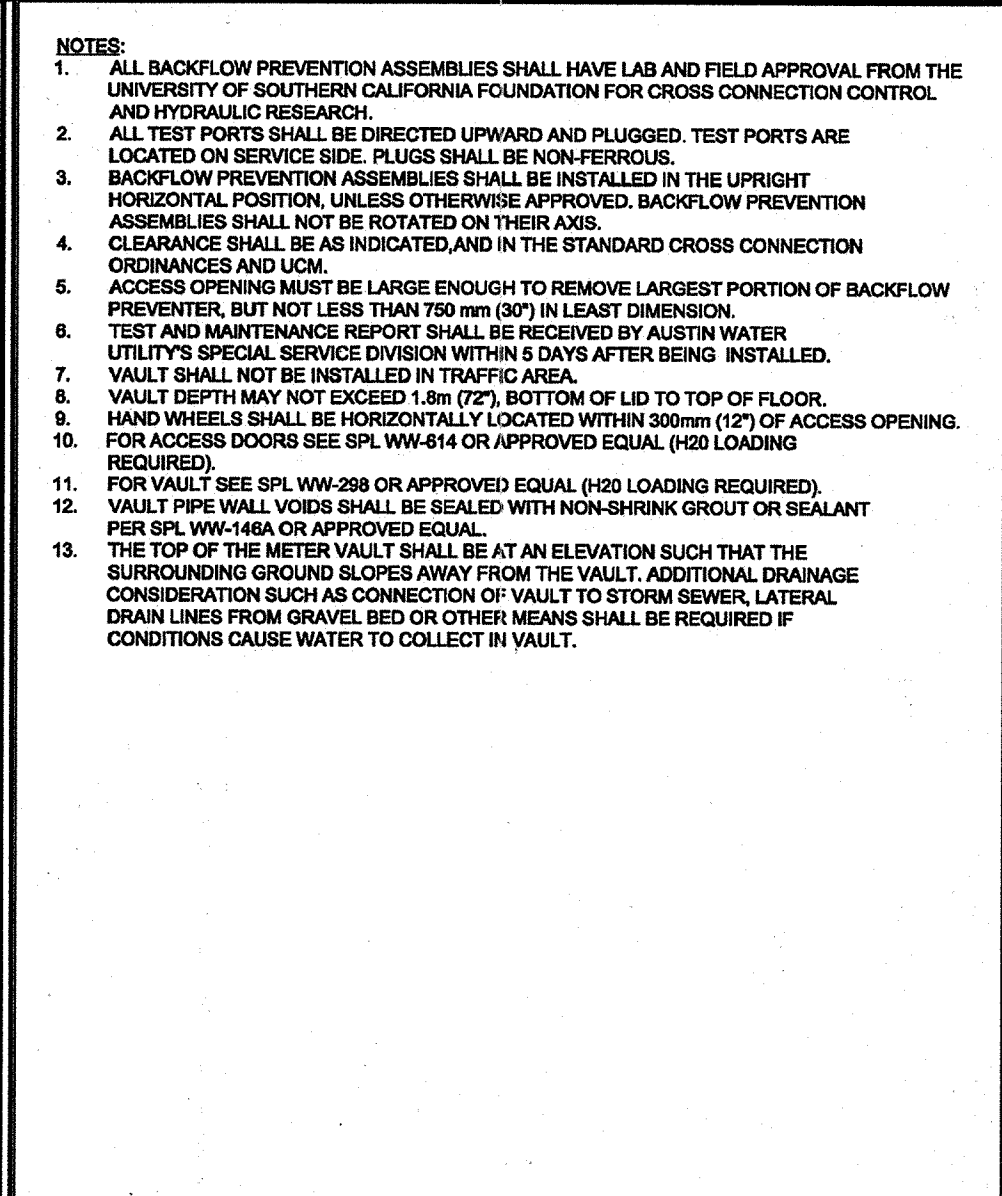 NOTES:
1. ALL BACKFLOW PREVENTION ASSEMBLIES SHALL HAVE LAB AND FIELD APPROVAL FROM THE
UNIVERSITY OF SOUTHERN CALIFORNIA FOUNDATION FOR CROSS CONNECTION CONTROL
AND HYDRAULIC RESEARCH.
2. ALL TEST PORTS SHALL BE DIRECTED UPWARD AND PLUGGED. TEST PORTS ARE
LOCATED ON SERVICE SIDE. PLUGS SHALL BE NON-FERROUS.
3. BACKFLOW PREVENTION ASSEMBLIES SHALL BE INSTALLED IN THE UPRIGHT
HORIZONTAL POSITION, UNLESS OTHERWISE APPROVED. BACKFLOW PREVENTION
ASSEMBLIES SHALL NOT BE ROTATED ON THEIR AXIS.
4. CLEARANCE SHALL BE AS INDICATED,AND IN THE STANDARD CROSS CONNECTION
ORDINANCES AND UCM.
5. ACCESS OPENING MUST BE LARGE ENOUGH TO REMOVE LARGEST PORTION OF BACKFLOW
PREVENTER, BUT NOT LESS THAN 750 mm (30") IN LEAST DIMENSION.
6. TEST AND MAINTENANCE REPORT SHALL BE RECEIVED BY AUSTIN WATER
UTILITY'S SPECIAL SERVICE DIVISION WITHIN 5 DAYS AFTER BEING INSTALLED.
7. VAULT SHALL NOT BE INSTALLED IN TRAFFIC AREA.
8. VAULT DEPTH MAY NOT EXCEED 1.8m (72"), BOTTOM OF LID TO TOP OF FLOOR.
9. HAND WHEELS SHALL BE HORIZONTALLY LOCATED WITHIN 300mm (12") OF ACCESS OPENING.
10. FOR ACCESS DOORS SEE SPL WW-614 OR APPROVED EQUAL (H20 LOADING
REQUIRED).
11. FOR VAULT SEE SPL WW-298 OR APPROVED EQUAL (H20 LOADING REQUIRED).
12. VAULT PIPE WALL VOIDS SHALL BE SEALED WITH NON-SHRINK GROUT OR SEALANT
PER SPL WW-146A OR APPROVED EQUAL.
13. THE TOP OF THE METER VAULT SHALL BE AT AN ELEVATION SUCH THAT THE
SURROUNDING GROUND SLOPES AWAY FROM THE VAULT. ADDITIONAL DRAINAGE
CONSIDERATION SUCH AS CONNECTION OF VAULT TO STORM SEWER, LATERAL
DRAIN LINES FROM GRAVEL BED OR OTHER MEANS SHALL BE REQUIRED IF
CONDITIONS CAUSE WATER TO COLLECT IN VAULT.